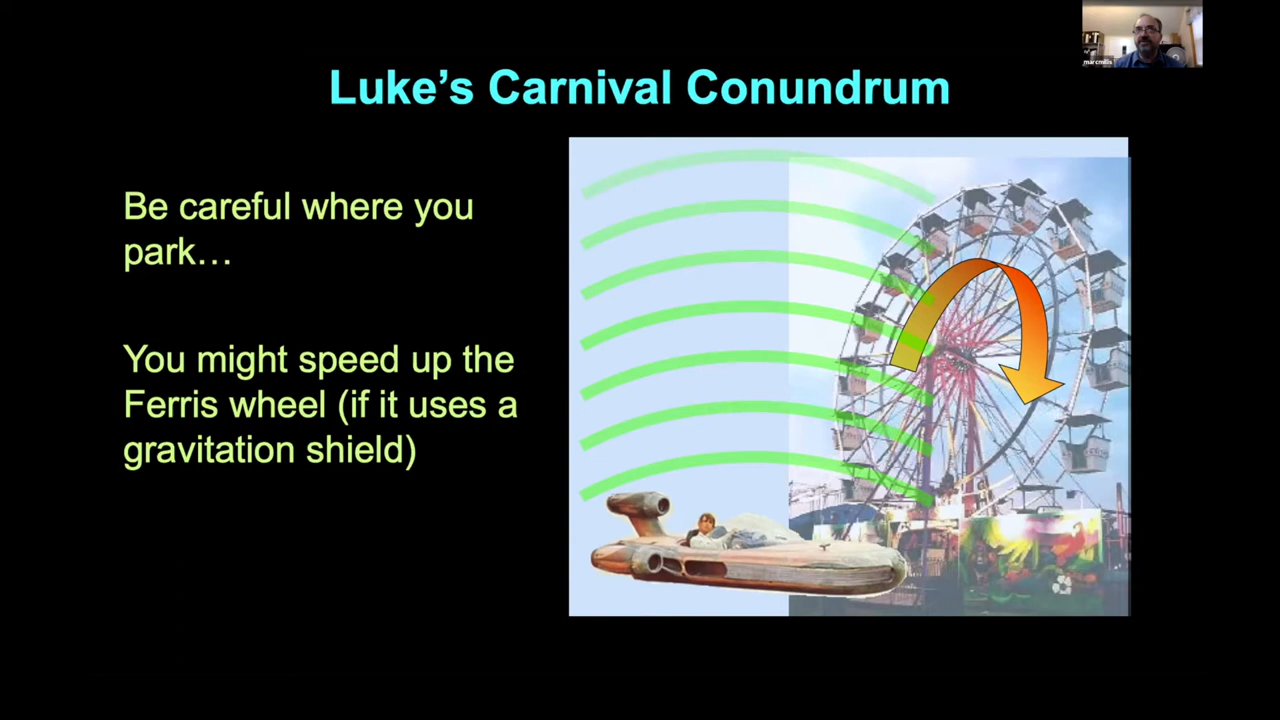 marcmillis
Luke's Carnival Conundrum
Be careful where you
park…
You might speed up the
Ferris wheel (if it uses a
gravitation shield)